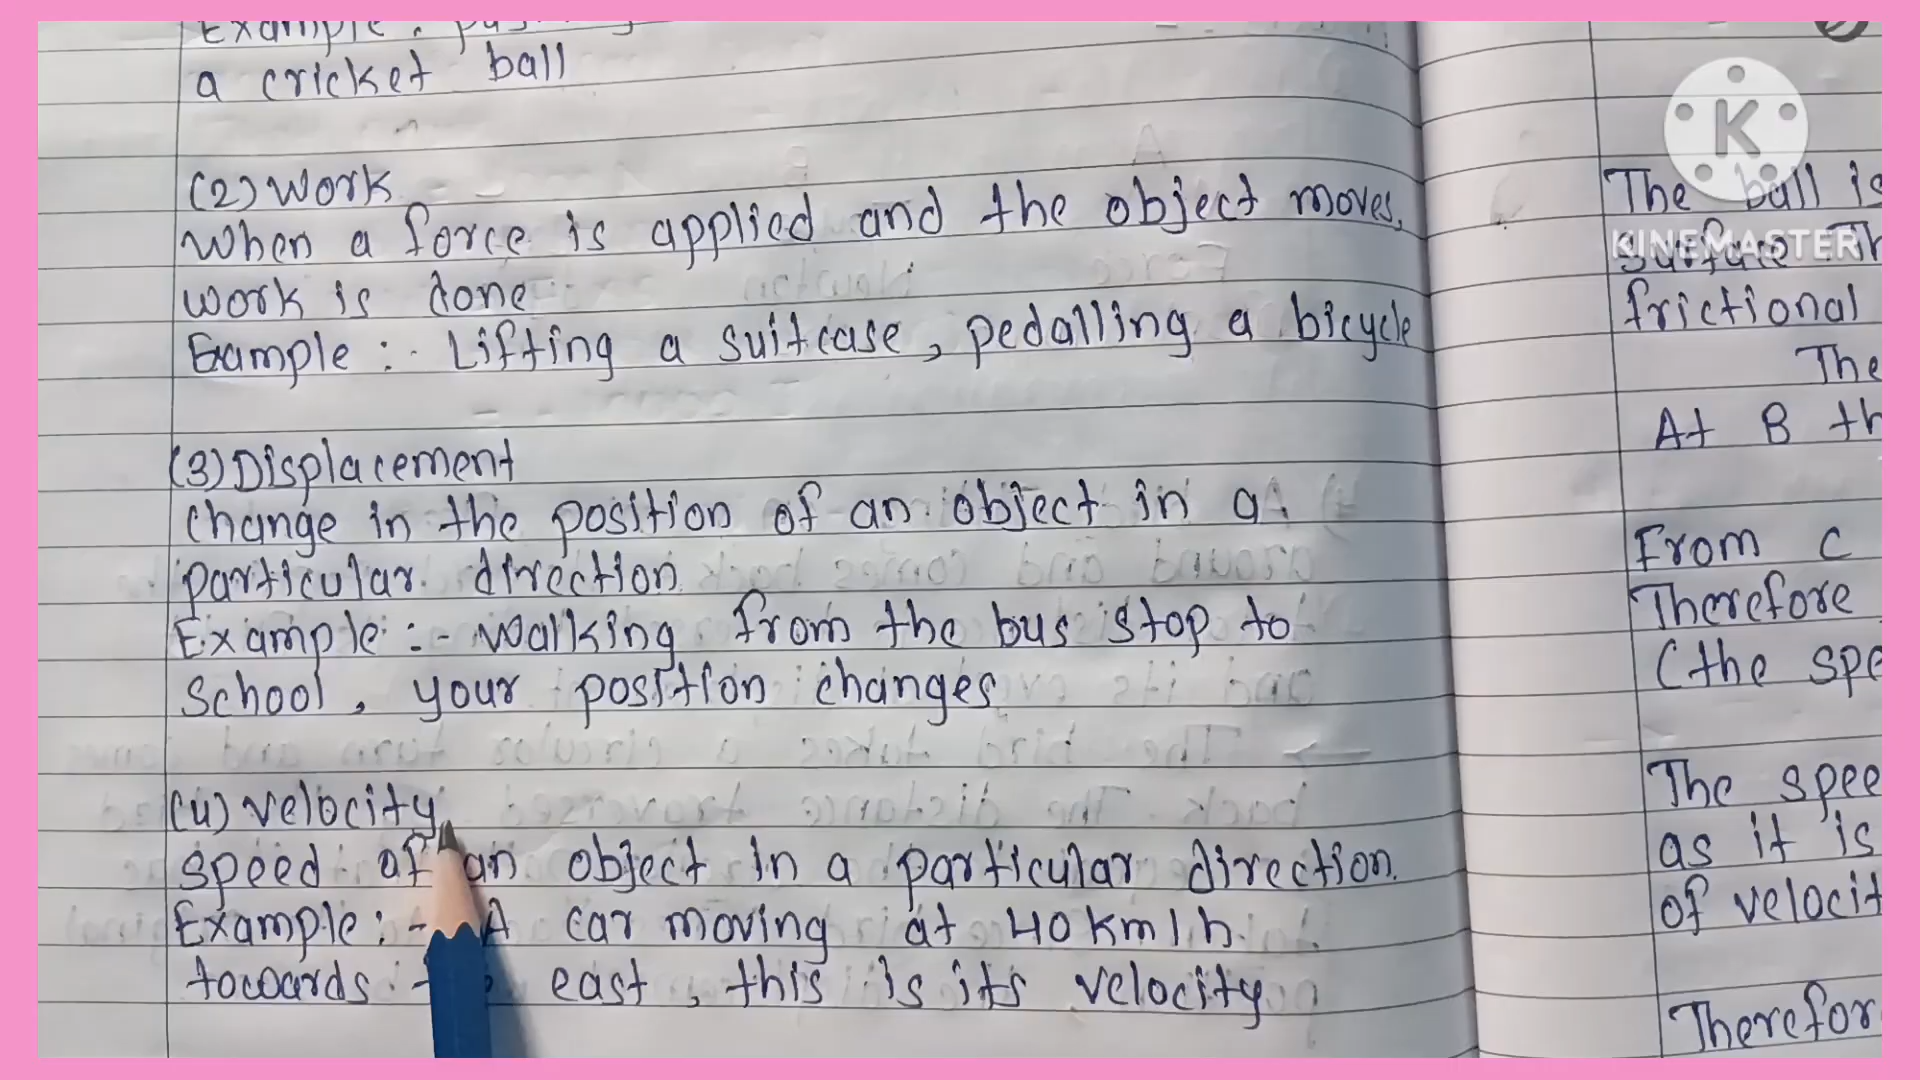 Example. pus
a cricket ball
(2) Work
When a force is applied and the object moves,
work is done
Example :- Lifting a suitcase, pedalling a bicycle
(3) Displacement
change in the position of an object in a
particular direction
Example :- walking from the bus stop to
school, your position changes
(4) velocity
speed of an object in a particular direction.
Example :- A car moving at 40 km/h
towards east, this is its velocity
K
KINEMASTER
The ball is
surface Th
frictional
The
At B th
From C
Therefore
(the spe
The spee
as it is
of velocit
Therefor